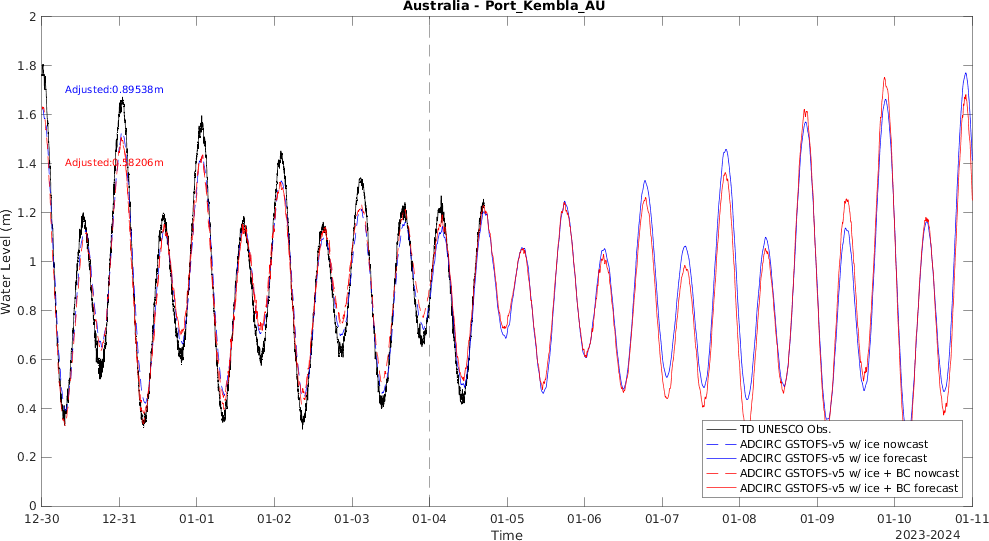 Australia - Port_Kembla_AU
2
1.8
1.6
1.4
1.2
1
0.8
0.6
0.4
0.2
0
Water Level (m)
Adjusted:0.89538m
Adjusted:0.58206m
TD UNESCO Obs.
ADCIRC GSTOFS-v5 w/ ice nowcast
ADCIRC GSTOFS-v5 w/ ice forecast
ADCIRC GSTOFS-v5 w/ ice + BC nowcast
ADCIRC GSTOFS-v5 w/ ice + BC forecast
12-30 12-31 01-01 01-02 01-03 01-04 01-05 01-06 01-07 01-08 01-09 01-10 01-11
Time
2023-2024